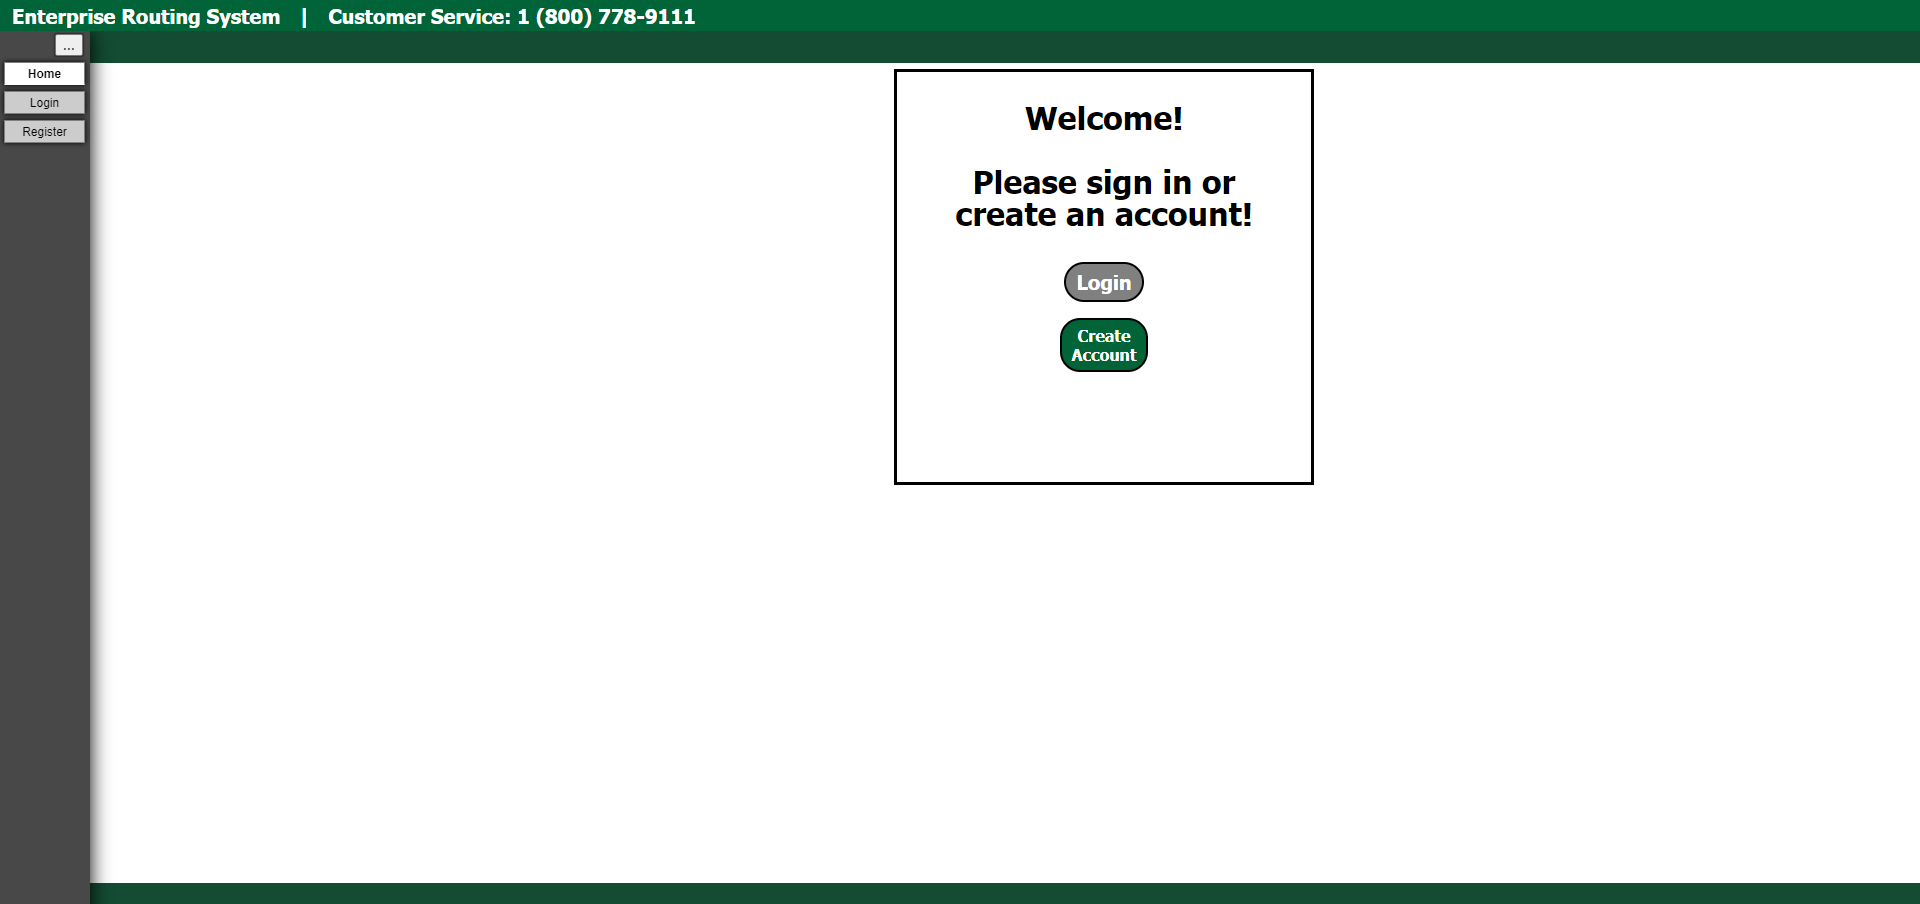 Enterprise Routing System | Customer Service: 1 (800) 778-9111
...
Home
Login
Register
Welcome!
Please sign in or
create an account!
Login
Create
Account